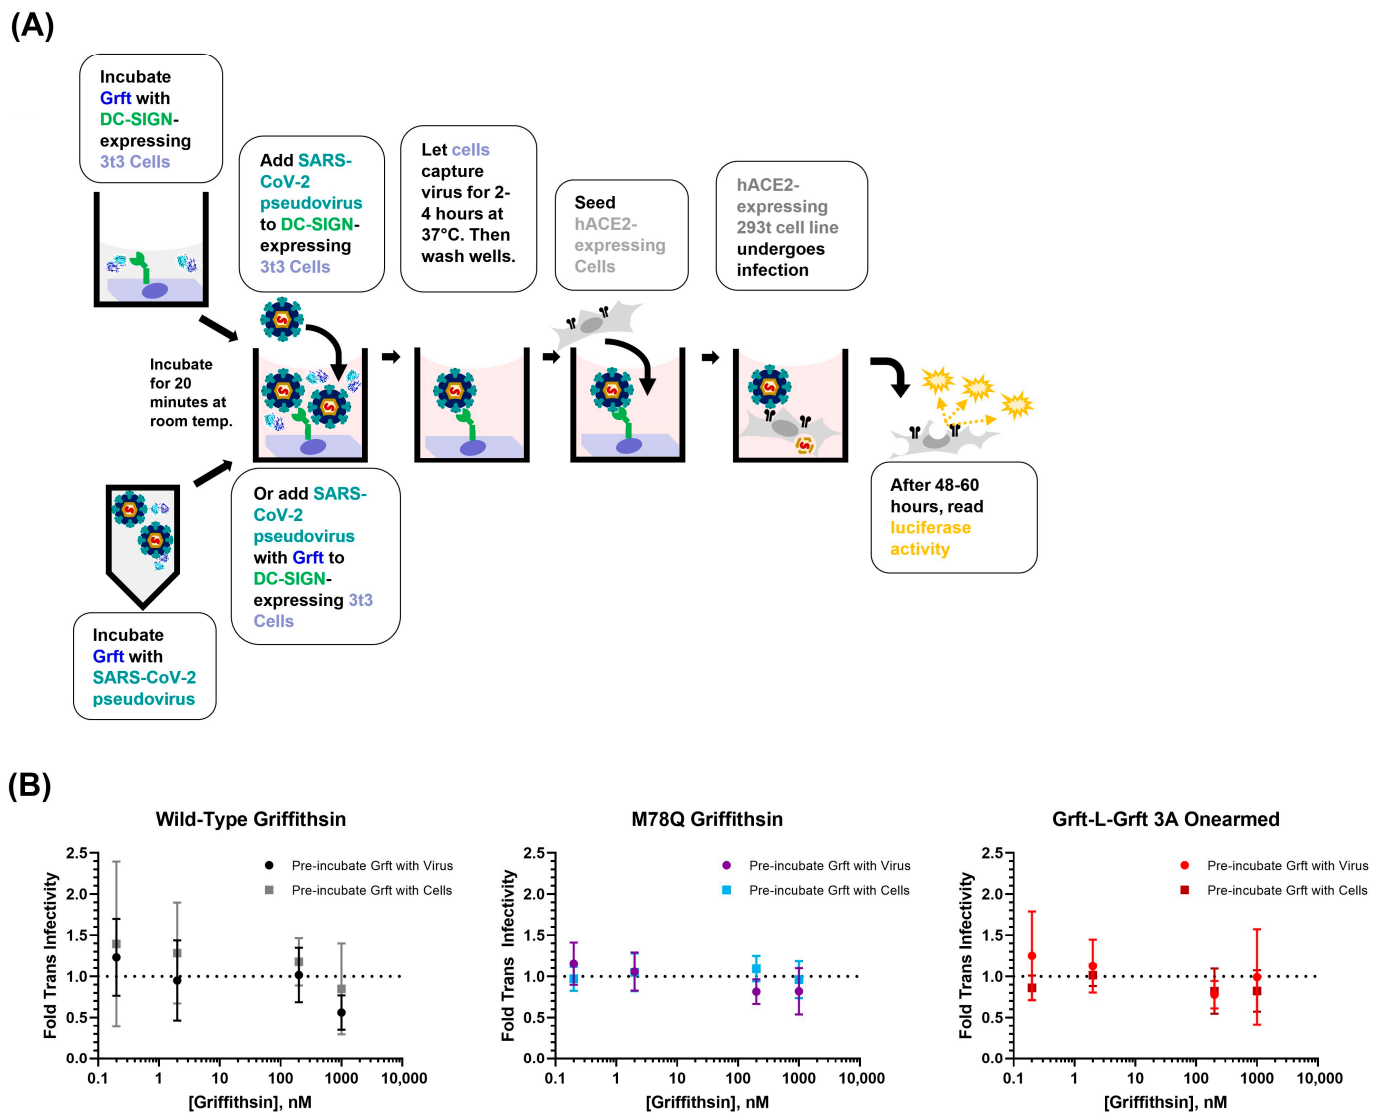 (A)
Incubate
Grft with
DC-SIGN-
expressing
3t3 Cells
Add SARS-
CoV-2
pseudovirus
to DC-SIGN-
expressing
3t3 Cells
Let cells
capture
virus for 2-
4 hours at
37°C. Then
wash wells.
Seed
hACE2-
expressing
Cells
hACE2-
expressing
293t cell line
undergoes
infection
Incubate
for 20
minutes at
room temp.
Or add SARS-
CoV-2
pseudovirus
with Grft to
DC-SIGN-
expressing 3t3
Cells
After 48-60
hours, read
luciferase
activity
Incubate
Grft with
SARS-CoV-2
pseudovirus
(B)
Wild-Type Griffithsin
Fold Trans Infectivity
2.5
2.0
1.5
1.0
0.5
0.0
Pre-incubate Grft with Virus
Pre-incubate Grft with Cells
0.1 1 10 100 1000 10,000
[Griffithsin], nM
M78Q Griffithsin
Fold Trans Infectivity
2.5
2.0
1.5
1.0
0.5
0.0
Pre-incubate Grft with Virus
Pre-incubate Grft with Cells
0.1 1 10 100 1000 10,000
[Griffithsin], nM
Grft-L-Grft 3A Onearmed
Fold Trans Infectivity
2.5
2.0
1.5
1.0
0.5
0.0
Pre-incubate Grft with Virus
Pre-incubate Grft with Cells
0.1 1 10 100 1000 10,000
[Griffithsin], nM